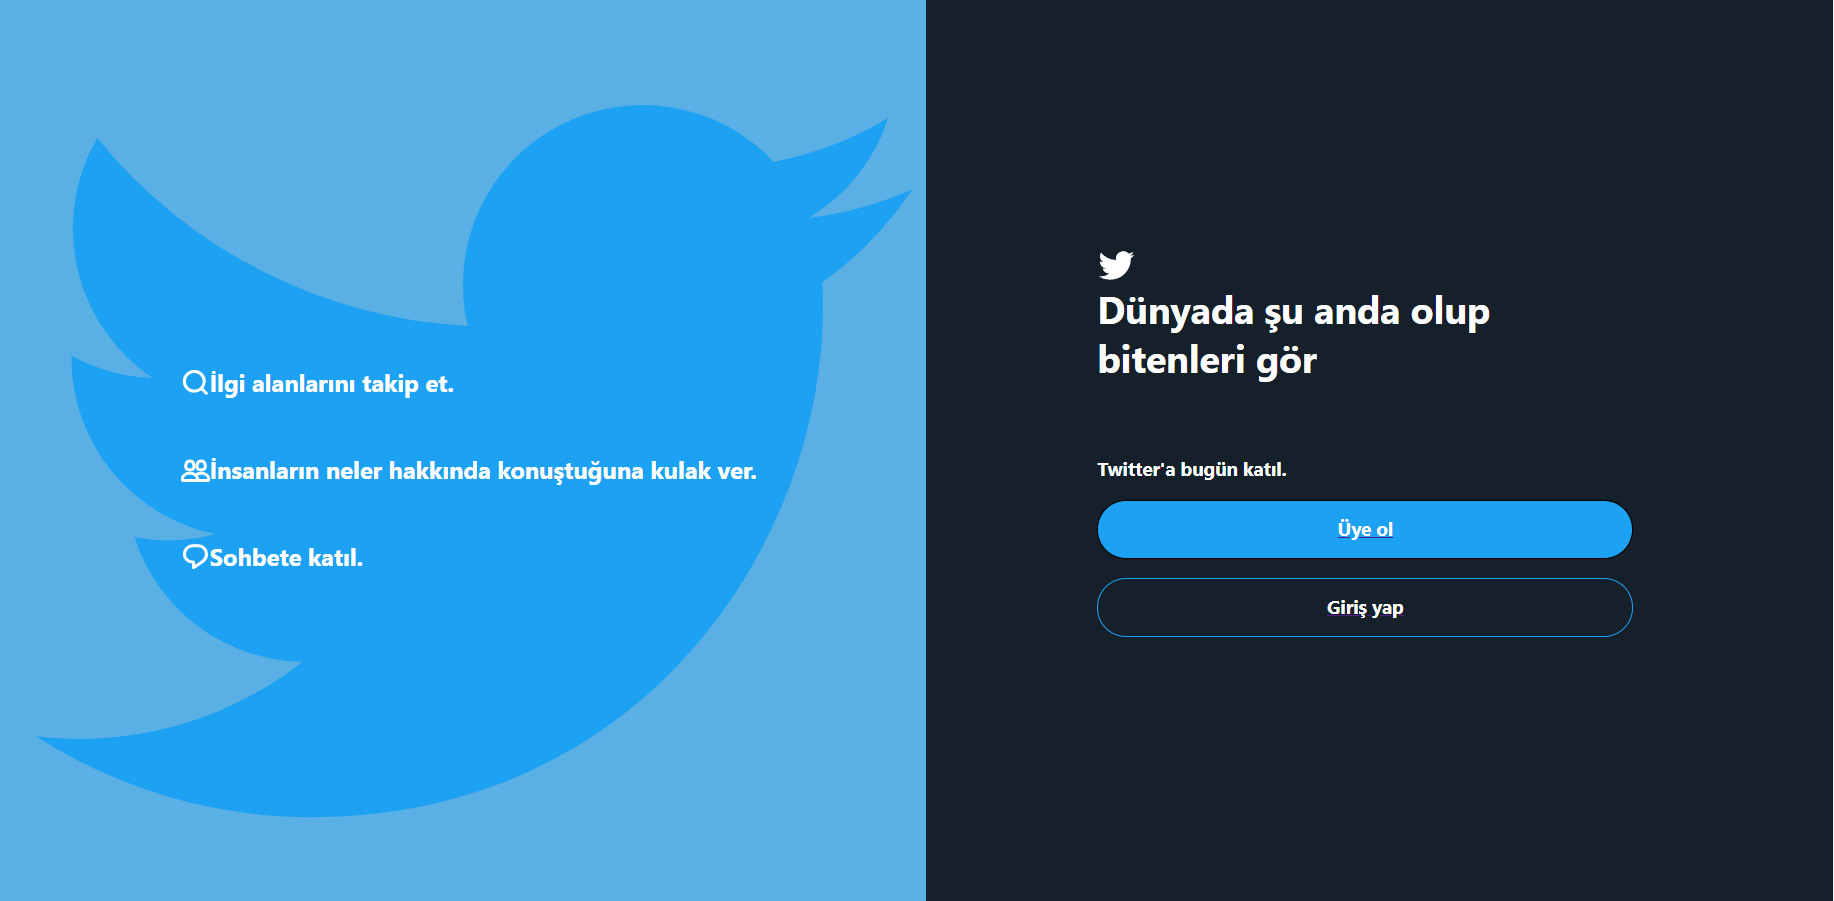 İlgi alanlarını takip et.
İnsanların neler hakkında konuştuğuna kulak ver.
Sohbete katıl.
Dünyada şu anda olup
bitenleri gör
Twitter'a bugün katıl.
Üye ol
Giriş yap